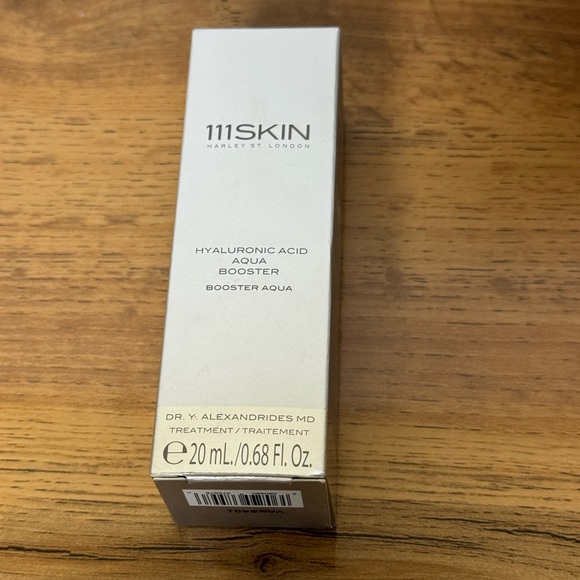 111SKIN
HARLEY ST. LONDON
HYALURONIC ACID
AQUA
BOOSTER
BOOSTER AQUA
DR. Y. ALEXANDRIDES MD
TREATMENT / TRAITEMENT
℮ 20 mL./0.68 Fl. Oz.